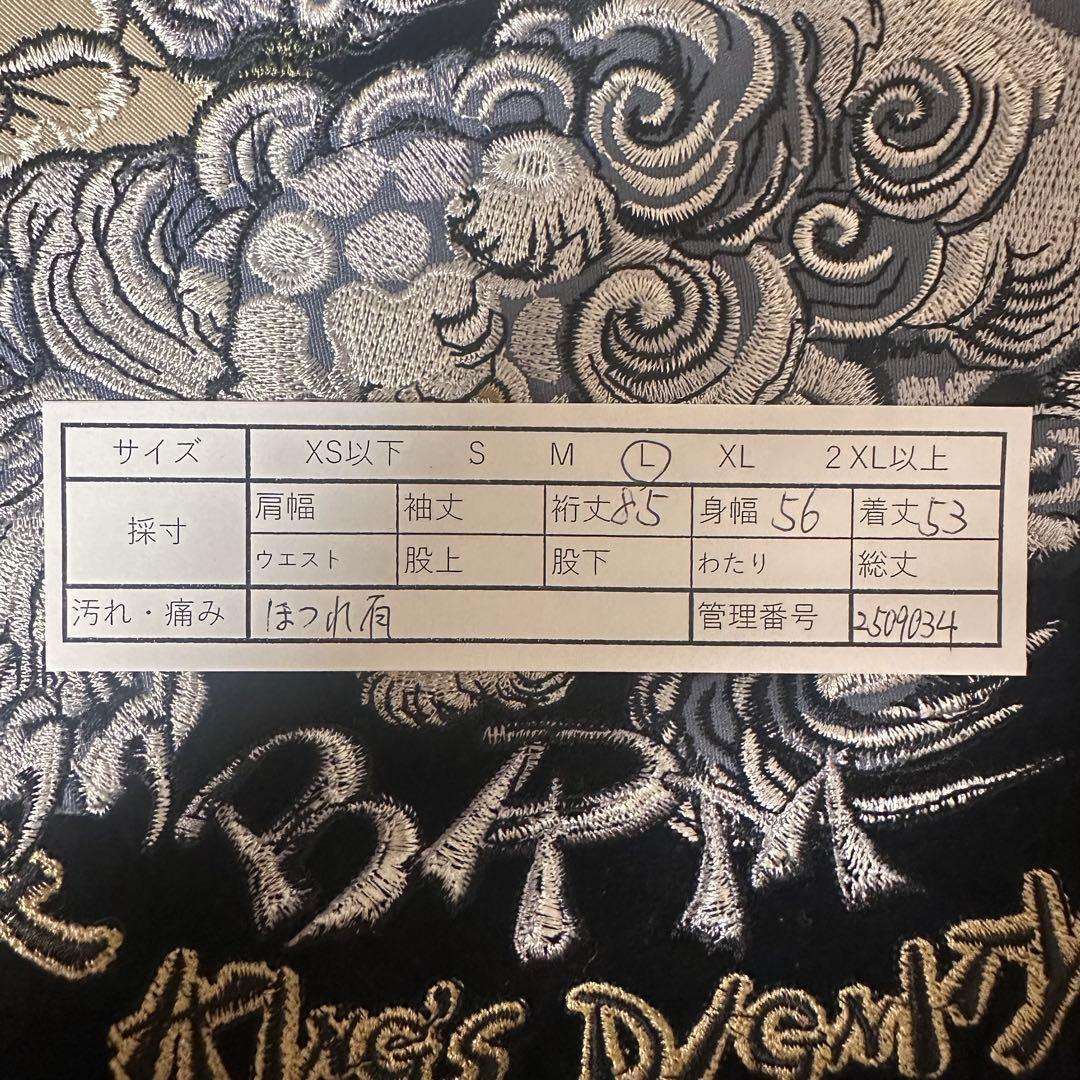 サイズ XS以下 S M L XL 2XL以上
採寸 肩幅 袖丈 裄丈85 身幅56 着丈53
ウエスト 股上 股下 わたり 総丈
汚れ・痛み ほつれ有 管理番号 2509034
King's Dignity